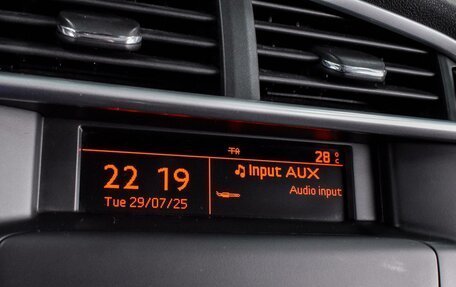 TA 28 °C
22 19
Input AUX
Audio input
Tue 29/07/25